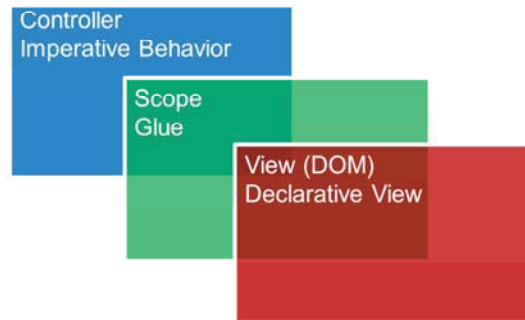 Controller
Imperative Behavior
Scope
Glue
View (DOM)
Declarative View